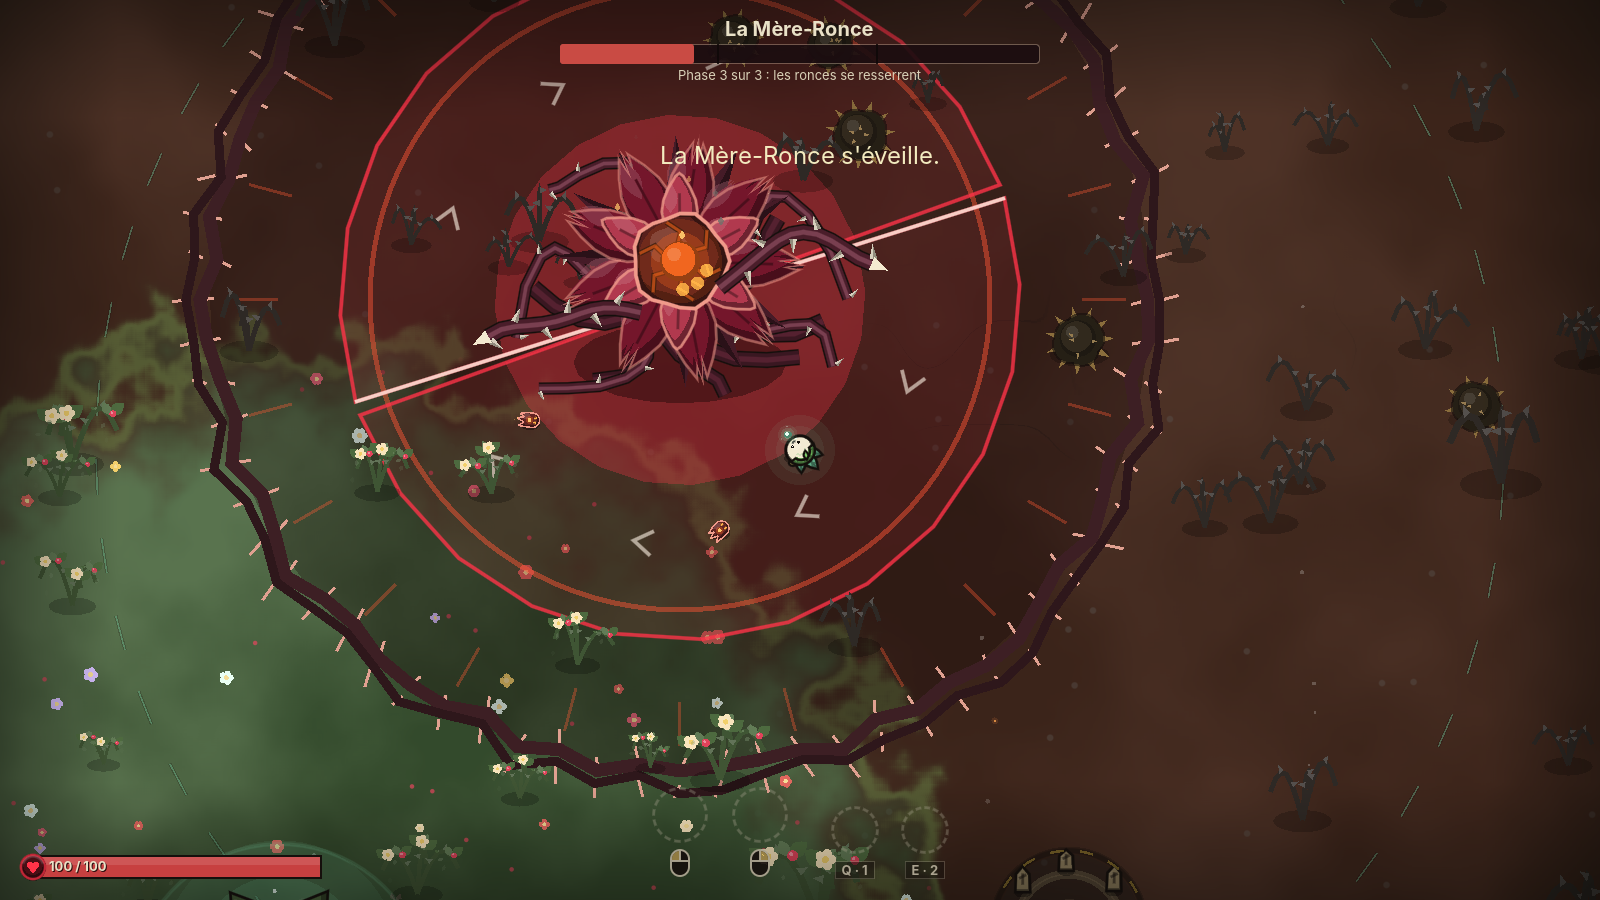 La Mère-Ronce
Phase 3 sur 3 : les ronces se resserrent
La Mère-Ronce s'éveille.
100 / 100
Q · 1
E · 2